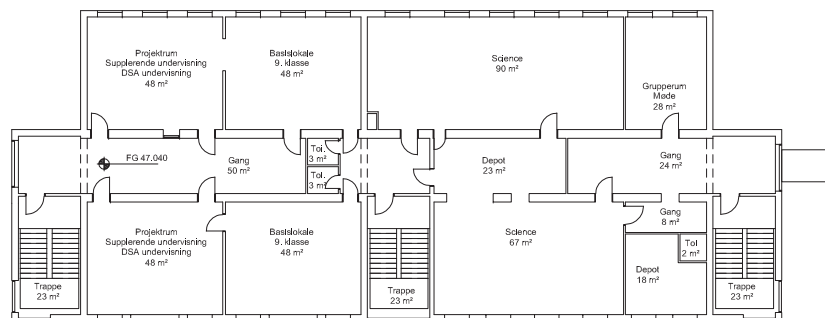 Projektrum
Supplerende undervisning
DSA undervisning
48 m²
Basislokale
9. klasse
48 m²
Science
90 m²
Grupperum
Møde
28 m²
FG 47.040
Gang
50 m²
Toi.
3 m²
Toi.
3 m²
Depot
23 m²
Gang
24 m²
Projektrum
Supplerende undervisning
DSA undervisning
48 m²
Basislokale
9. klasse
48 m²
Science
67 m²
Gang
8 m²
Toi
2 m²
Depot
18 m²
Trappe
23 m²
Trappe
23 m²
Trappe
23 m²